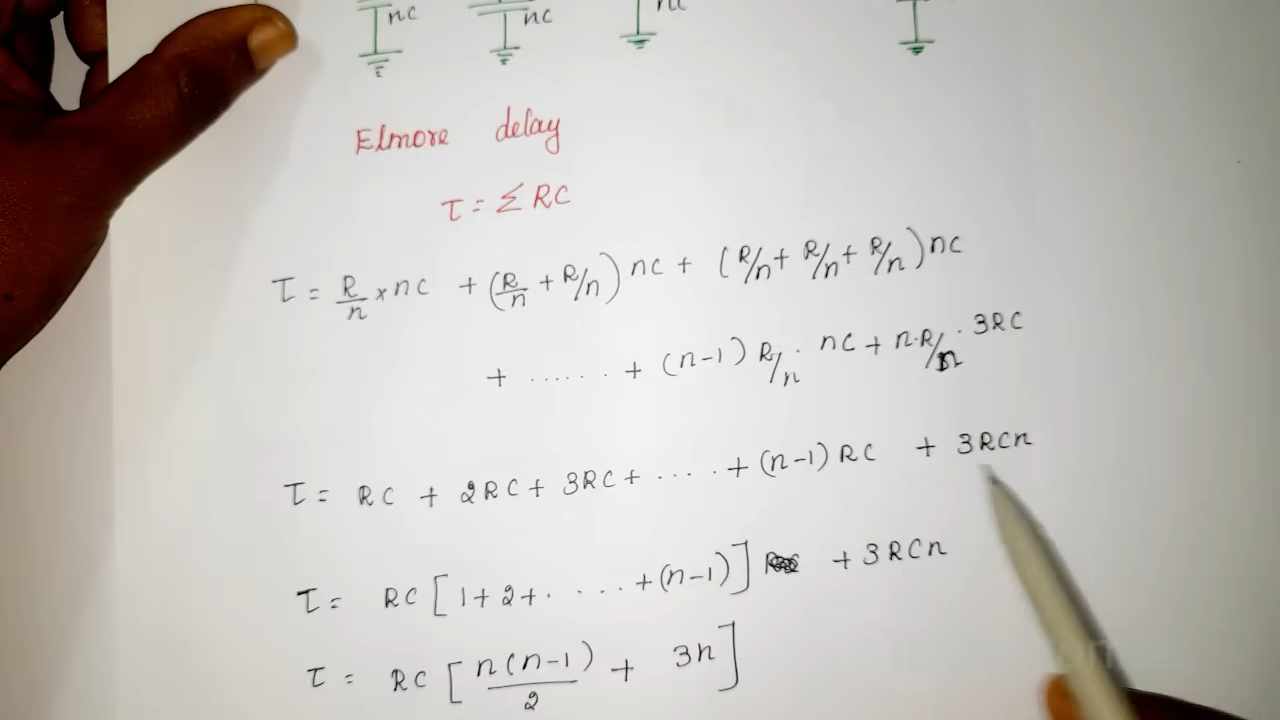 nc nc nc
Elmore delay
τ = Σ RC
τ = R/n × nc + (R/n + R/n) nc + (R/n + R/n + R/n) nc
+ ...... + (n-1) R/n . nc + n.R/n . 3RC
τ = RC + 2RC + 3RC + .... + (n-1) RC + 3RCn
τ = RC [1+2+. ... +(n-1)] + 3RCn
τ = RC [n(n-1)/2 + 3n]